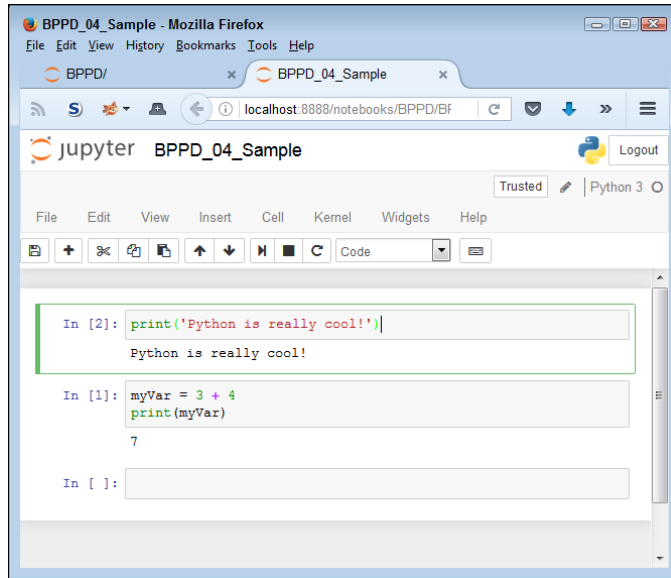 BPPD_04_Sample - Mozilla Firefox
File Edit View History Bookmarks Tools Help
BPPD/ × BPPD_04_Sample ×
S) localhost:8888/notebooks/BPPD/BF
jupyter BPPD_04_Sample Logout
Trusted Python 3
File Edit View Insert Cell Kernel Widgets Help
Code
In [2]: print('Python is really cool!')
Python is really cool!
In [1]: myVar = 3 + 4
print(myVar)
7
In [ ]: